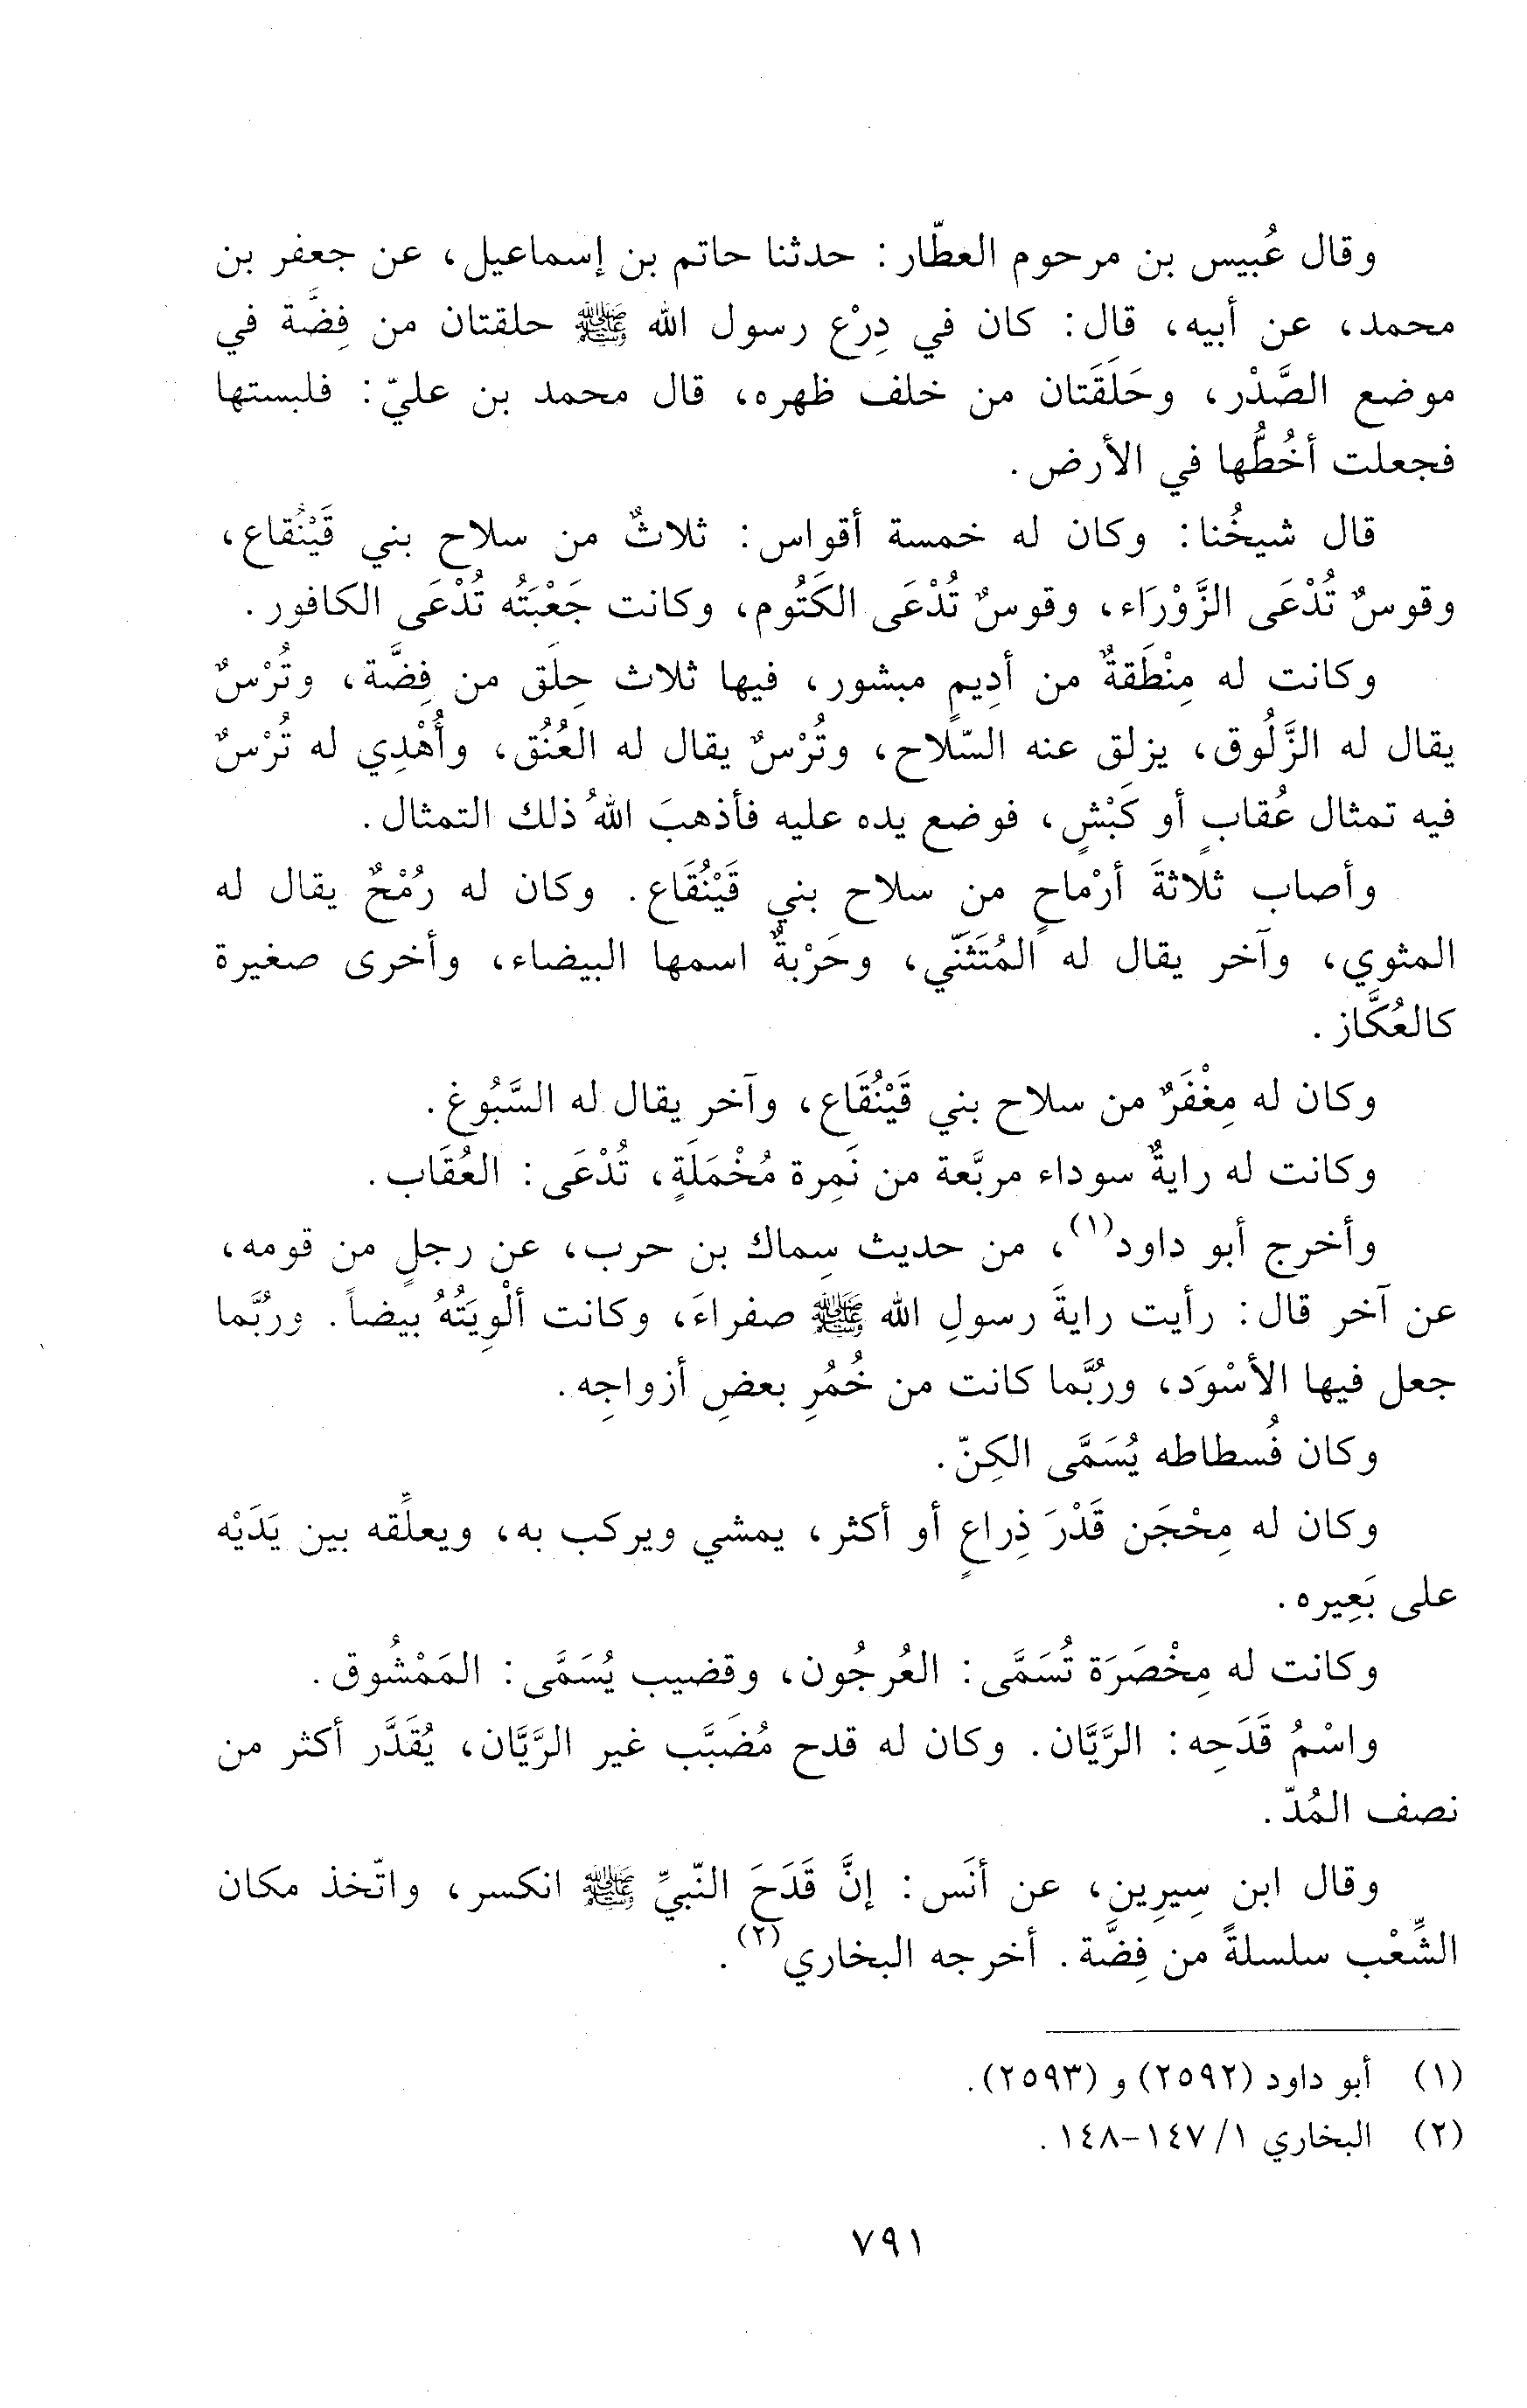 وقال عُبيس بن مرحوم العطّار: حدثنا حاتم بن إسماعيل، عن جعفر بن
محمد، عن أبيه، قال: كان في دِرْع رسول الله ﷺ حلقتان من فِضَّة في
موضع الصَّدْر، وحَلَقَتان من خلف ظهره، قال محمد بن عليّ: فلبستها
فجعلت أخُطُّها في الأرض.
قال شيخُنا: وكان له خمسة أقواس: ثلاثٌ من سلاح بني قَيْنُقاع،
وقوسٌ تُدْعَى الزَّوْرَاء، وقوسٌ تُدْعَى الكَتُوم، وكانت جَعْبَتُه تُدْعَى الكافور.
وكانت له مِنْطَقةٌ من أدِيمٍ مبشور، فيها ثلاث حِلَق من فِضَّة، وتُرْسٌ
يقال له الزَّلُوق، يزلق عنه السّلاح، وتُرْسٌ يقال له العُنُق، وأُهْدِي له تُرْسٌ
فيه تمثال عُقابٍ أو كَبْشٍ، فوضع يده عليه فأذهبَ اللهُ ذلك التمثال.
وأصاب ثلاثةَ أرْماحٍ من سلاح بني قَيْنُقَاع. وكان له رُمْحٌ يقال له
المثوي، وآخر يقال له المُتَثَنّي، وحَرْبةٌ اسمها البيضاء، وأخرى صغيرة
كالعُكَّاز.
وكان له مِغْفَرٌ من سلاح بني قَيْنُقَاع، وآخر يقال له السَّبُوغ.
وكانت له رايةٌ سوداء مربَّعة من نَمِرة مُخْمَلَةٍ، تُدْعَى: العُقَاب.
وأخرج أبو داود(١)، من حديث سِماك بن حرب، عن رجلٍ من قومه،
عن آخر قال: رأيت رايةَ رسولِ الله ﷺ صفراءَ، وكانت ألْوِيَتُهُ بيضاً. وربُّما
جعل فيها الأسْوَد، وربُّما كانت من خُمُرِ بعضِ أزواجِه.
وكان فُسطاطه يُسَمَّى الكِنّ.
وكان له مِحْجَن قَدْرَ ذِراعٍ أو أكثر، يمشي ويركب به، ويعلِّقه بين يَدَيْه
على بَعِيره.
وكانت له مِخْصَرَة تُسَمَّى: العُرجُون، وقضيب يُسَمَّى: المَمْشُوق.
واسْمُ قَدَحِه: الرَّيَّان. وكان له قدح مُضَبَّب غير الرَّيَّان، يُقَدَّر أكثر من
نصف المُدّ.
وقال ابن سِيرِين، عن أنَس: إنَّ قَدَحَ النّبيِّ ﷺ انكسر، واتّخذ مكان
الشِّعْب سلسلةً من فِضَّة. أخرجه البخاري(٢).
(١) أبو داود (٢٥٩٢) و (٢٥٩٣).
(٢) البخاري ١/ ١٤٧-١٤٨.
٧٩١